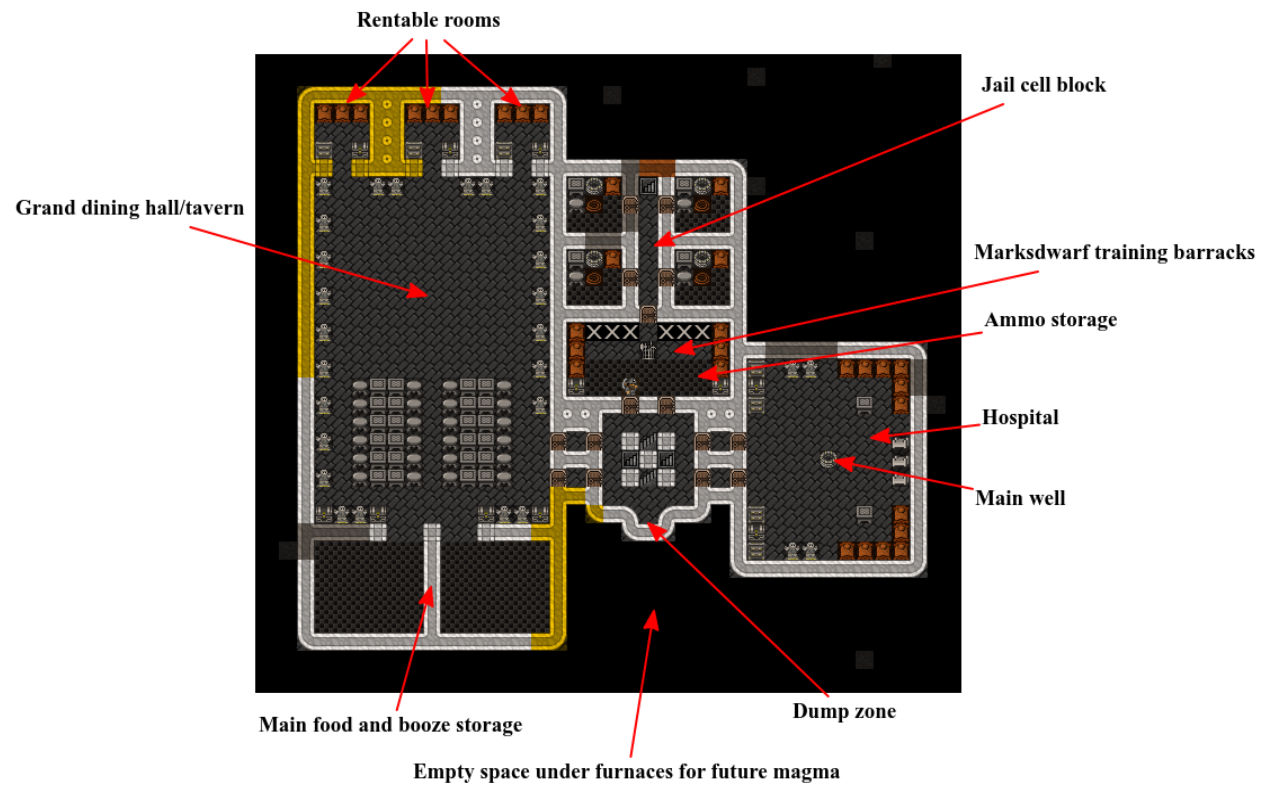 Rentable rooms
Jail cell block
Grand dining hall/tavern
Marksdwarf training barracks
Ammo storage
Hospital
Main well
Dump zone
Main food and booze storage
Empty space under furnaces for future magma